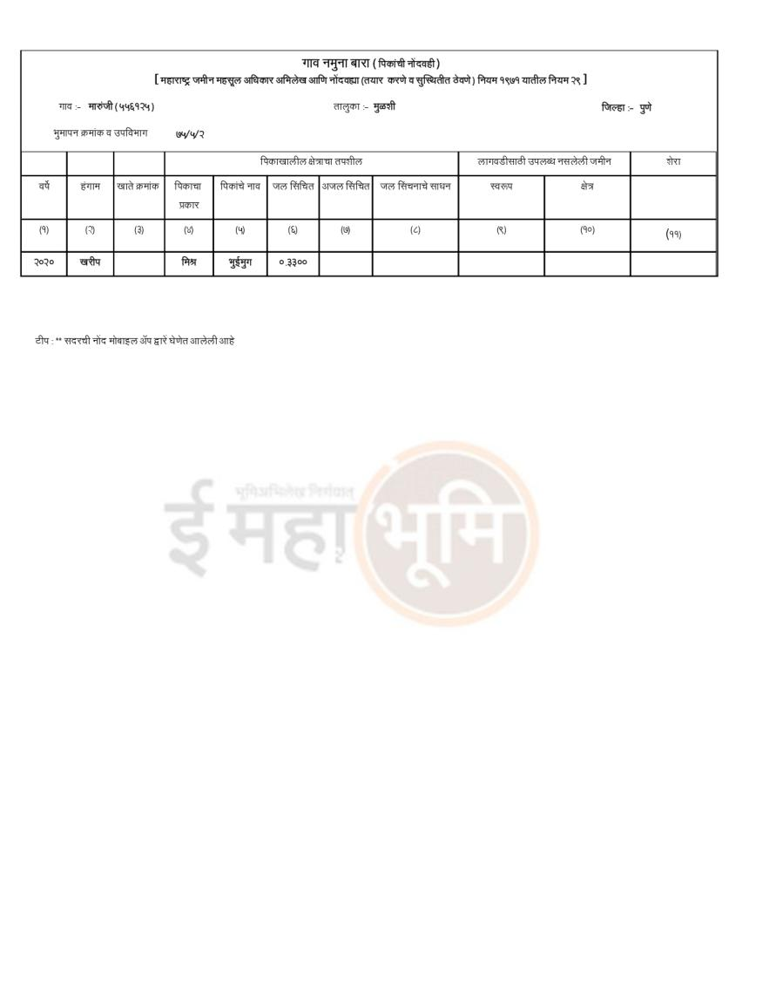 गाव नमुना बारा ( पिकांची नोंदवही )
[ महाराष्ट्र जमीन महसूल अधिकार अभिलेख आणि नोंदवह्या (तयार करणे व सुस्थितीत ठेवणे ) नियम १९७१ यातील नियम २९ ]
गाव :- मारुंजी ( ५५६१२५ ) तालुका :- मुळशी जिल्हा :- पुणे
भुमापन क्रमांक व उपविभाग ७५/५/२
पिकाखालील क्षेत्राचा तपशील लागवडीसाठी उपलब्ध नसलेली जमीन शेरा
वर्षे हंगाम खाते क्रमांक पिकाचा पिकांचे नाव जल सिंचित अजल सिंचित जल सिंचनाचे साधन स्वरूप क्षेत्र
प्रकार
(१) (२) (३) (४) (५) (६) (७) (८) (९) (१०) (११)
२०२० खरीप मिश्र भुईमुग ०.३३००
टीप : ** सदरची नोंद मोबाइल ॲप द्वारे घेणेत आलेली आहे
भूमिअभिलेख निर्गयात्
ई महाभूमि